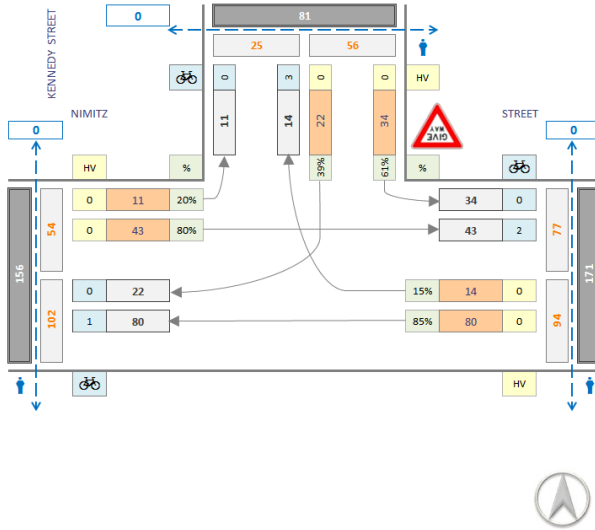 81
0
25 56
KENNEDY STREET
0 3 0 0 HV
NIMITZ
11 14 22 34
GIVE WAY
STREET
0
0
HV % 39% 61% %
0 11 20%
34 0
54
0 43 80%
43 2
77
156
171
0 22
15% 14 0
102
1 80
85% 80 0
94
HV